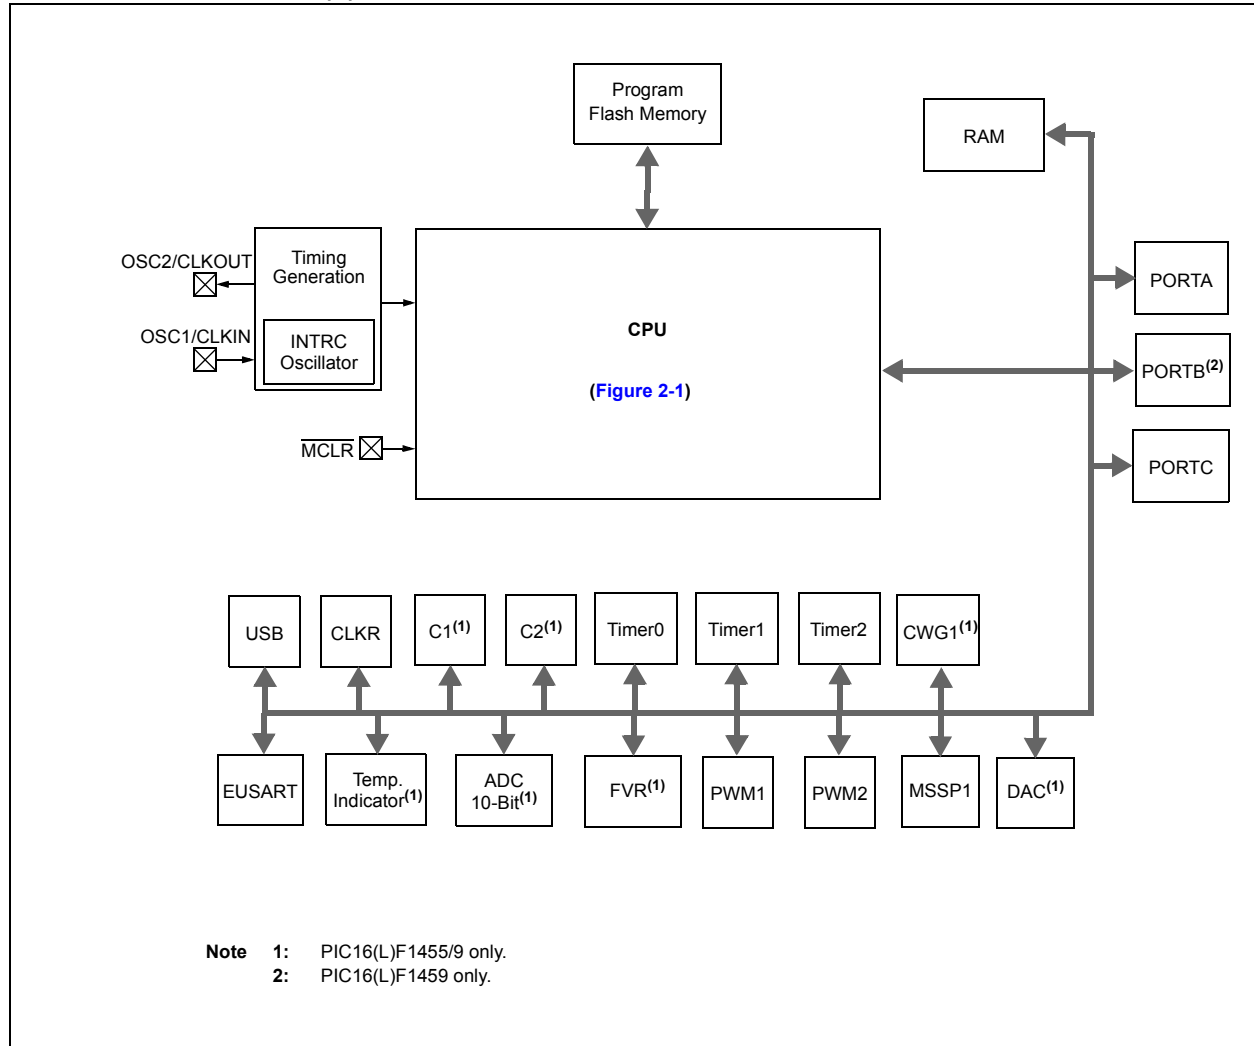 Program
Flash Memory
RAM
OSC2/CLKOUT
Timing
Generation
PORTA
OSC1/CLKIN
INTRC
Oscillator
CPU
(Figure 2-1)
PORTB(2)
MCLR
PORTC
USB
CLKR
C1(1)
C2(1)
Timer0
Timer1
Timer2
CWG1(1)
EUSART
Temp.
Indicator(1)
ADC
10-Bit(1)
FVR(1)
PWM1
PWM2
MSSP1
DAC(1)
Note 1: PIC16(L)F1455/9 only.
2: PIC16(L)F1459 only.